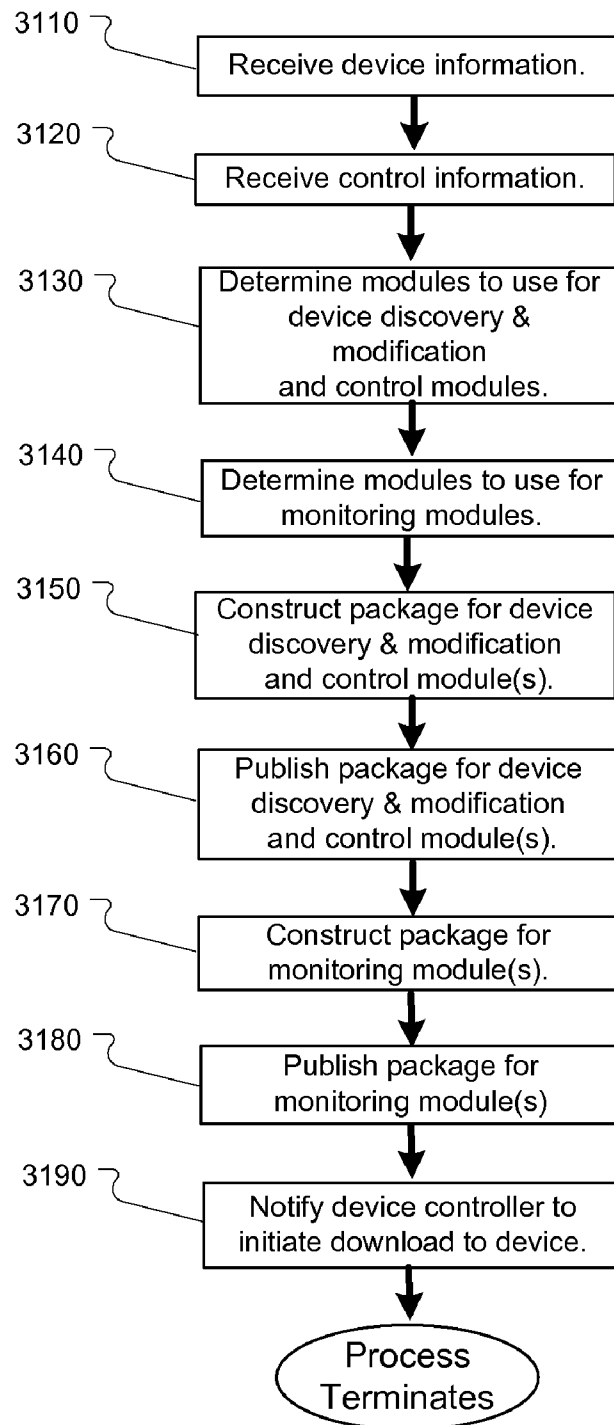 3110
Receive device information.
3120
Receive control information.
3130
Determine modules to use for
device discovery &
modification
and control modules.
3140
Determine modules to use for
monitoring modules.
3150
Construct package for device
discovery & modification
and control module(s).
3160
Publish package for device
discovery & modification
and control module(s).
3170
Construct package for
monitoring module(s).
3180
Publish package for
monitoring module(s)
3190
Notify device controller to
initiate download to device.
Process
Terminates